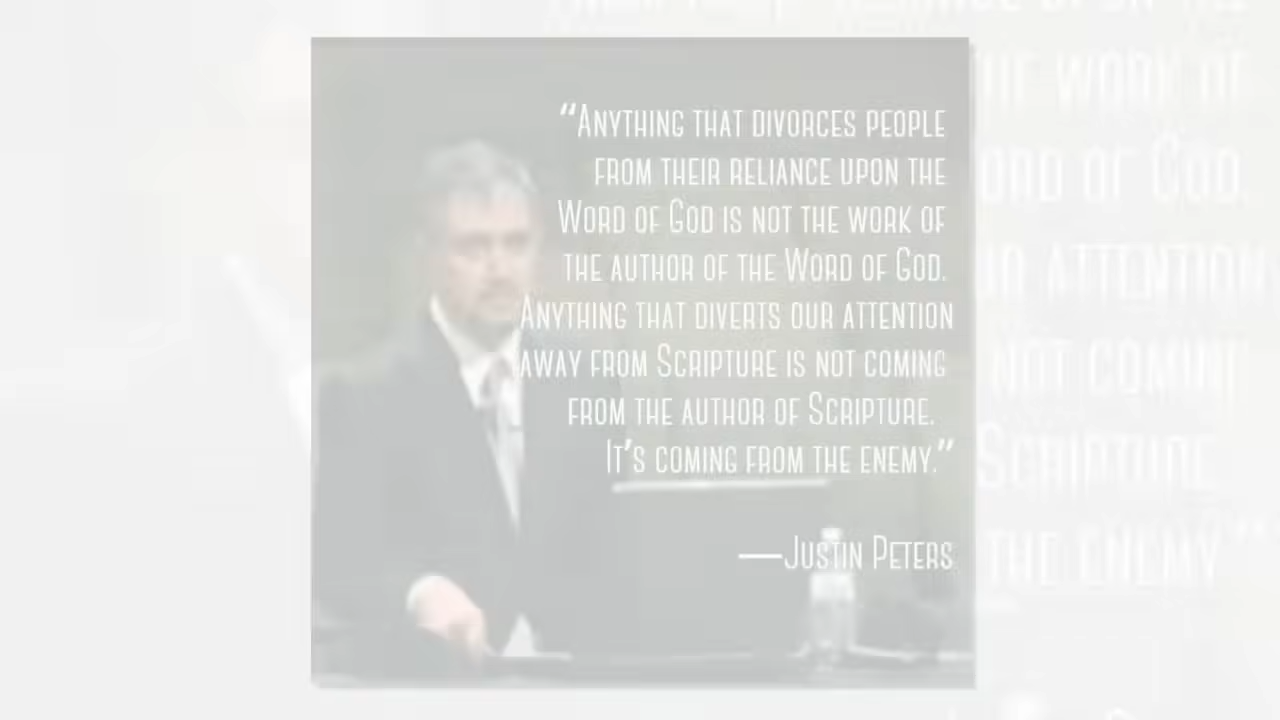 “Anything that divorces people
from their reliance upon the
Word of God is not the work of
the author of the Word of God.
Anything that diverts our attention
away from Scripture is not coming
from the author of Scripture.
It’s coming from the enemy.”
—Justin Peters